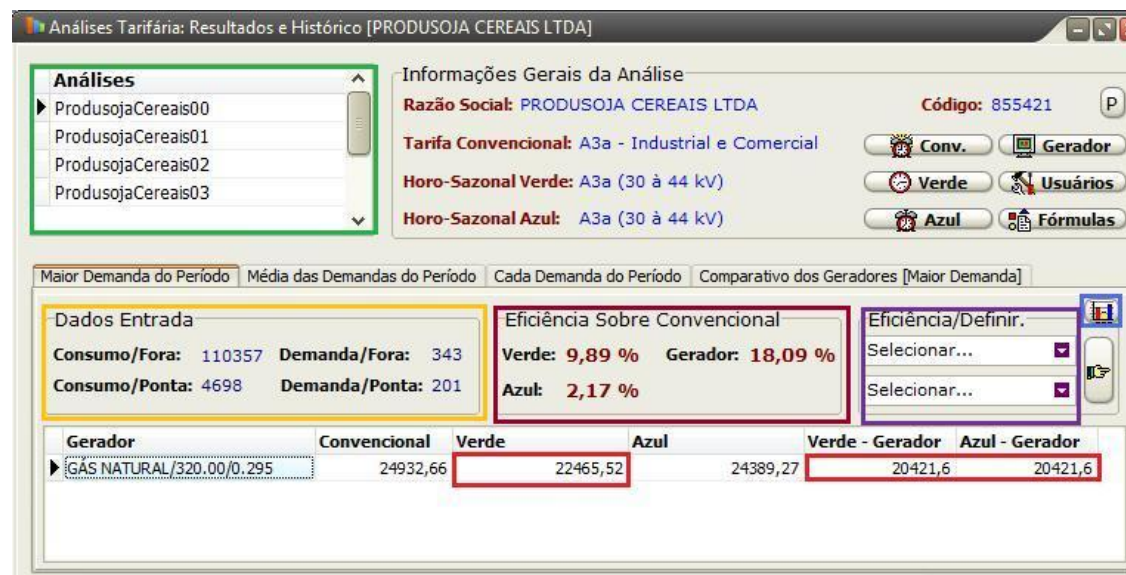 Análises Tarifária: Resultados e Histórico [PRODUSOJA CEREAIS LTDA]
Análises
ProdusojaCereais00
ProdusojaCereais01
ProdusojaCereais02
ProdusojaCereais03
Informações Gerais da Análise
Razão Social: PRODUSOJA CEREAIS LTDA Código: 855421 P
Tarifa Convencional: A3a - Industrial e Comercial Conv. Gerador
Horo-Sazonal Verde: A3a (30 à 44 kV) Verde Usuários
Horo-Sazonal Azul: A3a (30 à 44 kV) Azul Fórmulas
Maior Demanda do Período Média das Demandas do Período Cada Demanda do Período Comparativo dos Geradores [Maior Demanda]
Dados Entrada
Consumo/Fora: 110357 Demanda/Fora: 343
Consumo/Ponta: 4698 Demanda/Ponta: 201
Eficiência Sobre Convencional
Verde: 9,89 % Gerador: 18,09 %
Azul: 2,17 %
Eficiência/Definir.
Selecionar...
Selecionar...
Gerador Convencional Verde Azul Verde - Gerador Azul - Gerador
GÁS NATURAL/320.00/0.295 24932,66 22465,52 24389,27 20421,6 20421,6